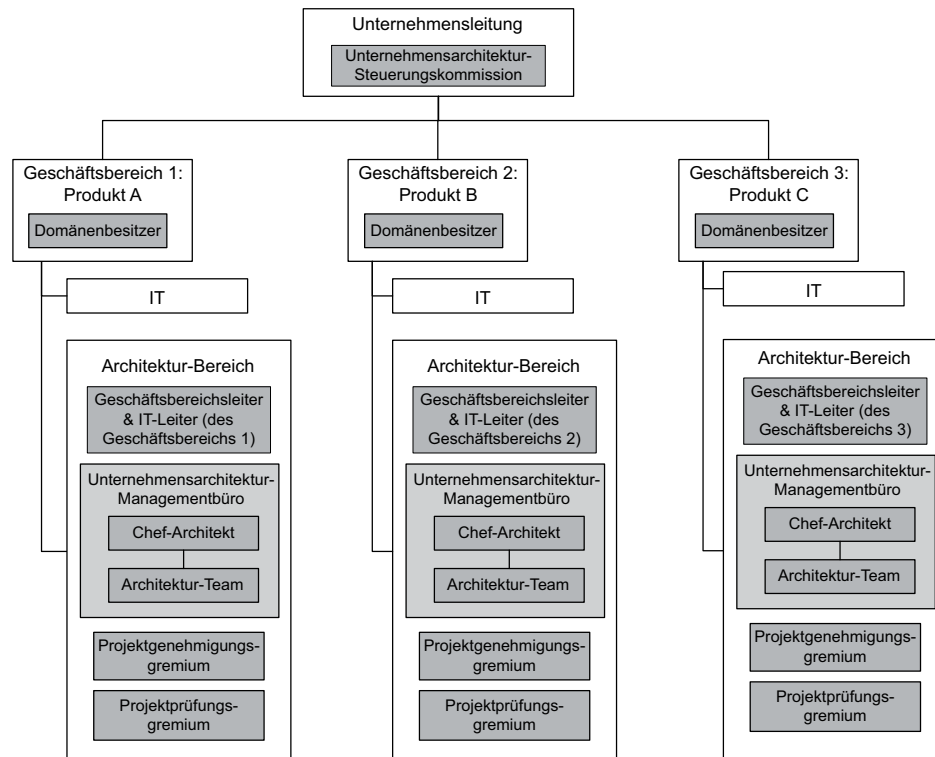 Unternehmensleitung
Unternehmensarchitektur-
Steuerungskommission
Geschäftsbereich 1:
Produkt A
Domänenbesitzer
IT
Architektur-Bereich
Geschäftsbereichsleiter
& IT-Leiter (des
Geschäftsbereichs 1)
Unternehmensarchitektur-
Managementbüro
Chef-Architekt
Architektur-Team
Projektgenehmigungs-
gremium
Projektprüfungs-
gremium
Geschäftsbereich 2:
Produkt B
Domänenbesitzer
IT
Architektur-Bereich
Geschäftsbereichsleiter
& IT-Leiter (des
Geschäftsbereichs 2)
Unternehmensarchitektur-
Managementbüro
Chef-Architekt
Architektur-Team
Projektgenehmigungs-
gremium
Projektprüfungs-
gremium
Geschäftsbereich 3:
Produkt C
Domänenbesitzer
IT
Architektur-Bereich
Geschäftsbereichsleiter
& IT-Leiter (des
Geschäftsbereichs 3)
Unternehmensarchitektur-
Managementbüro
Chef-Architekt
Architektur-Team
Projektgenehmigungs-
gremium
Projektprüfungs-
gremium